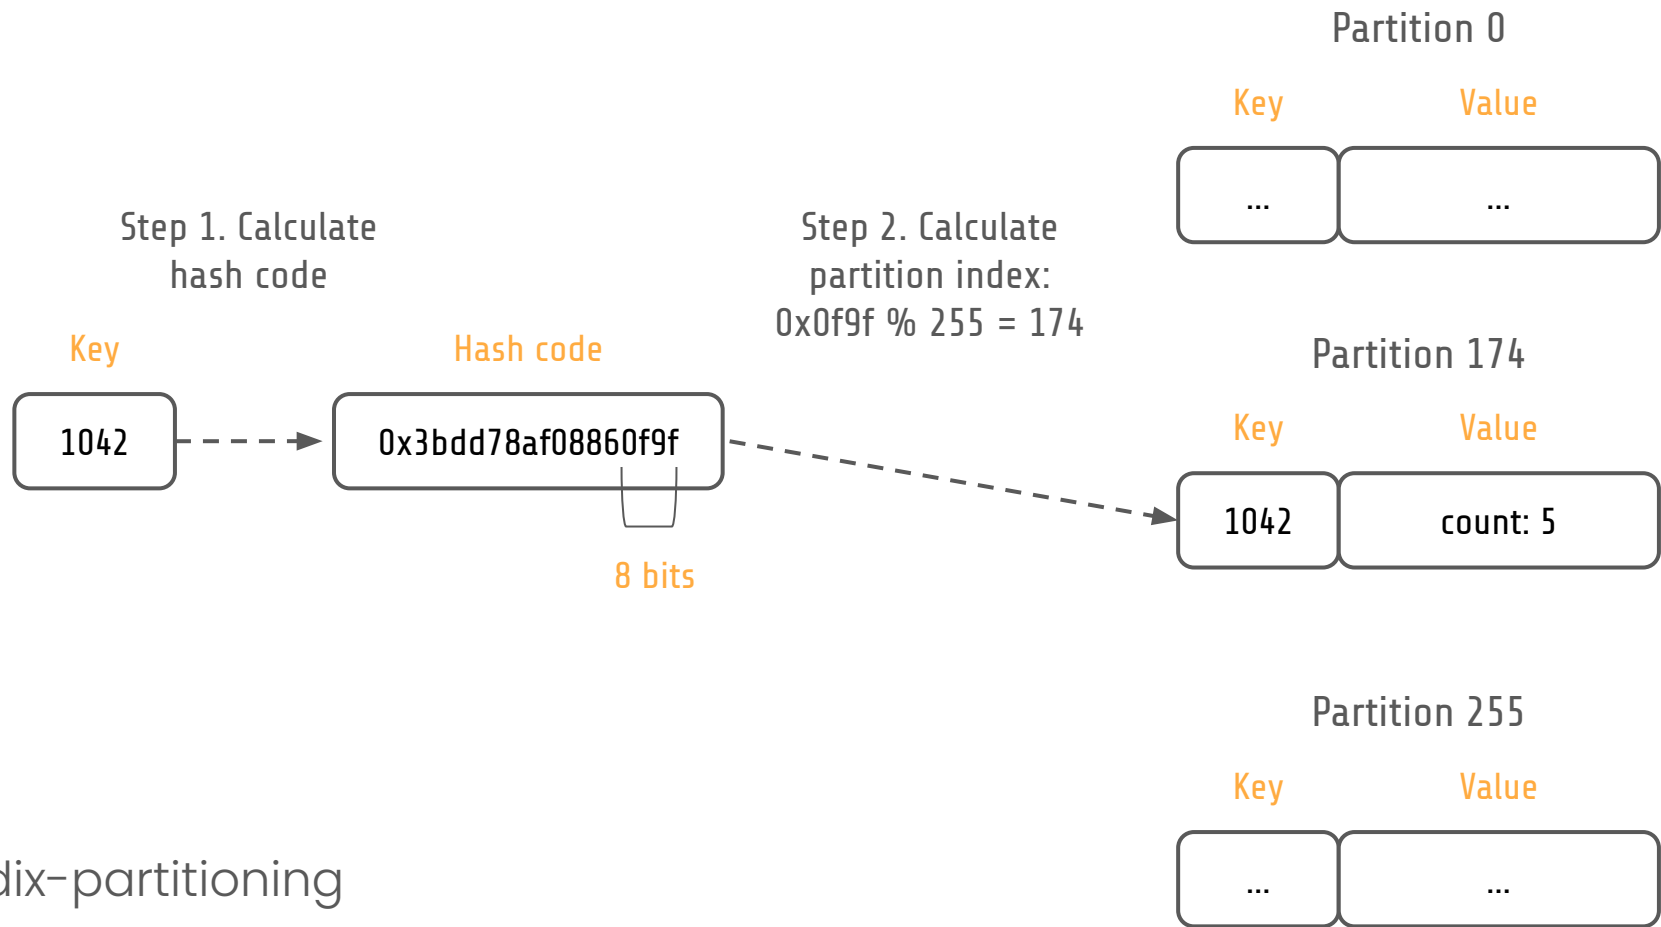 Partition 0
Key
Value
...
...
Step 1. Calculate
hash code
Key
1042
Hash code
0x3bdd78af08860f9f
8 bits
Step 2. Calculate
partition index:
0x0f9f % 255 = 174
Partition 174
Key
Value
1042
count: 5
Partition 255
Key
Value
...
...
dix-partitioning